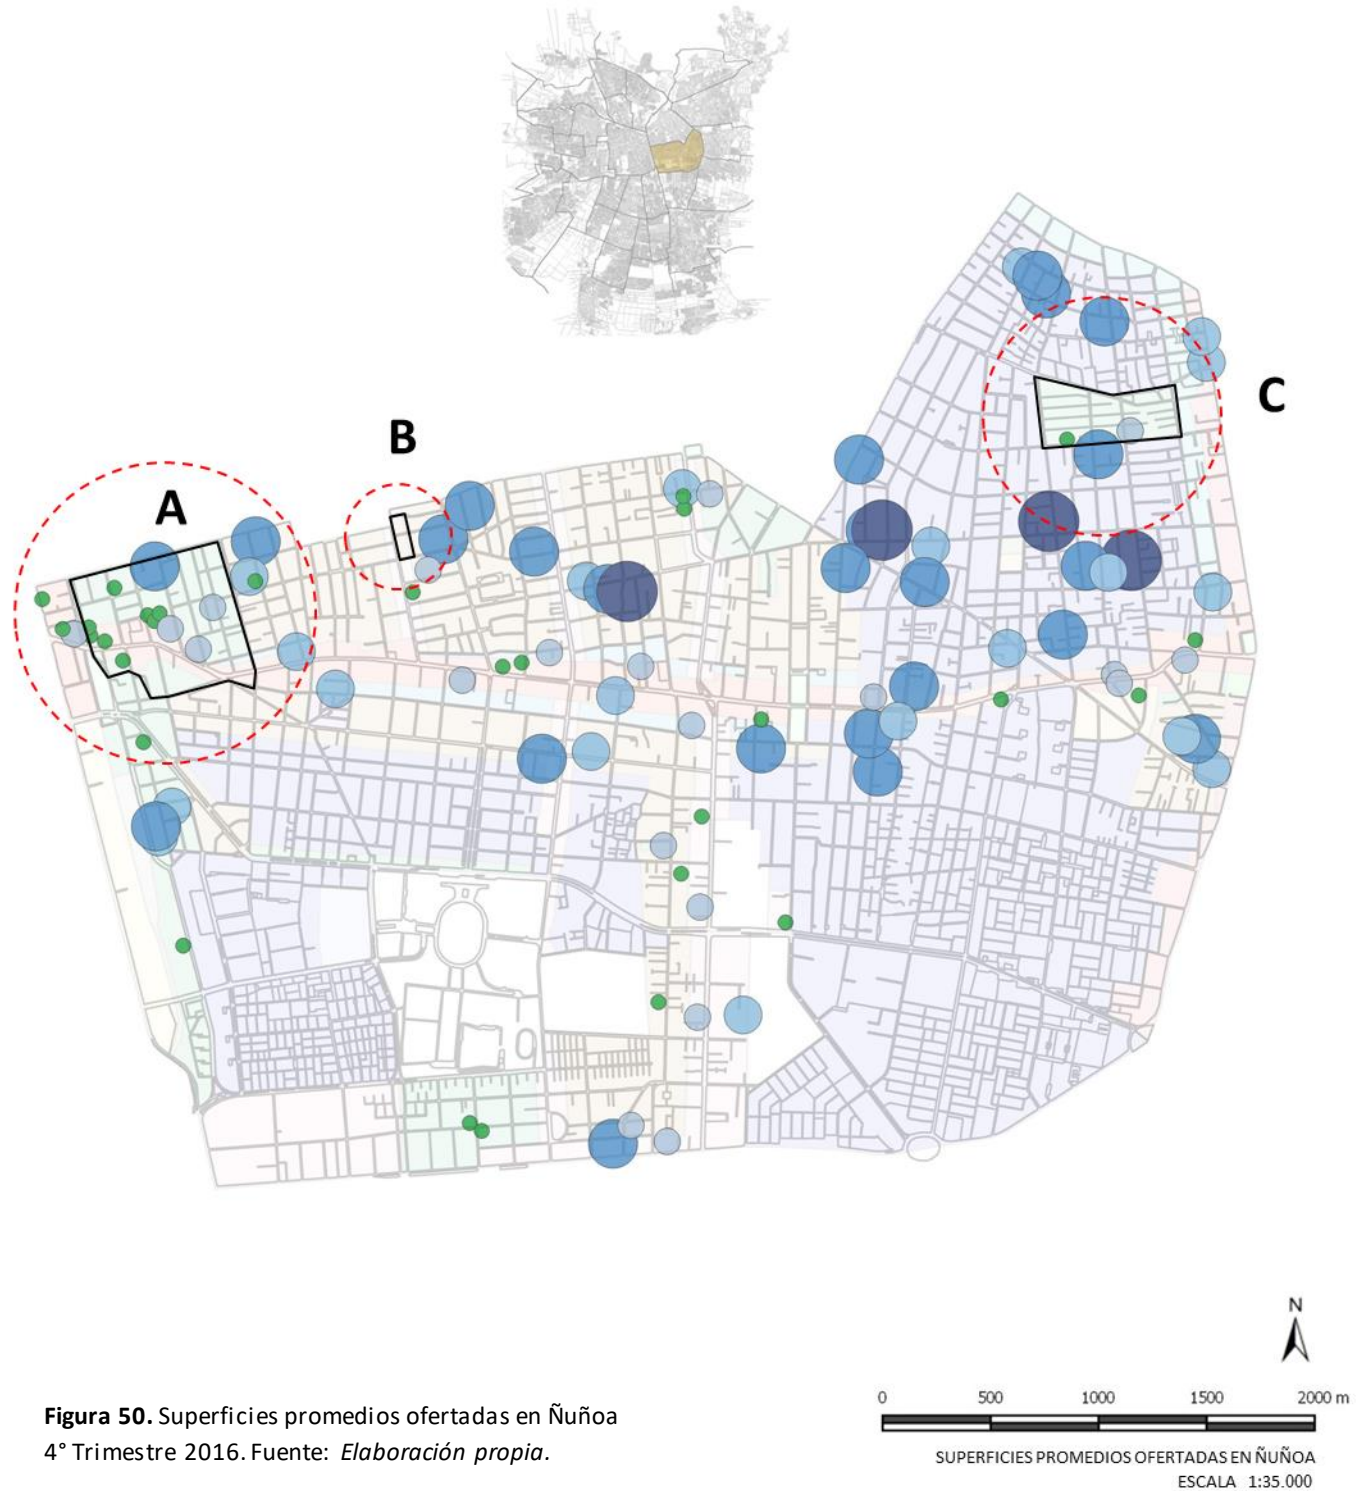 C
B
A
N
0 500 1000 1500 2000 m
SUPERFICIES PROMEDIOS OFERTADAS EN ÑUÑOA
ESCALA 1:35.000
Figura 50. Superficies promedios ofertadas en Ñuñoa
4° Trimestre 2016. Fuente: Elaboración propia.